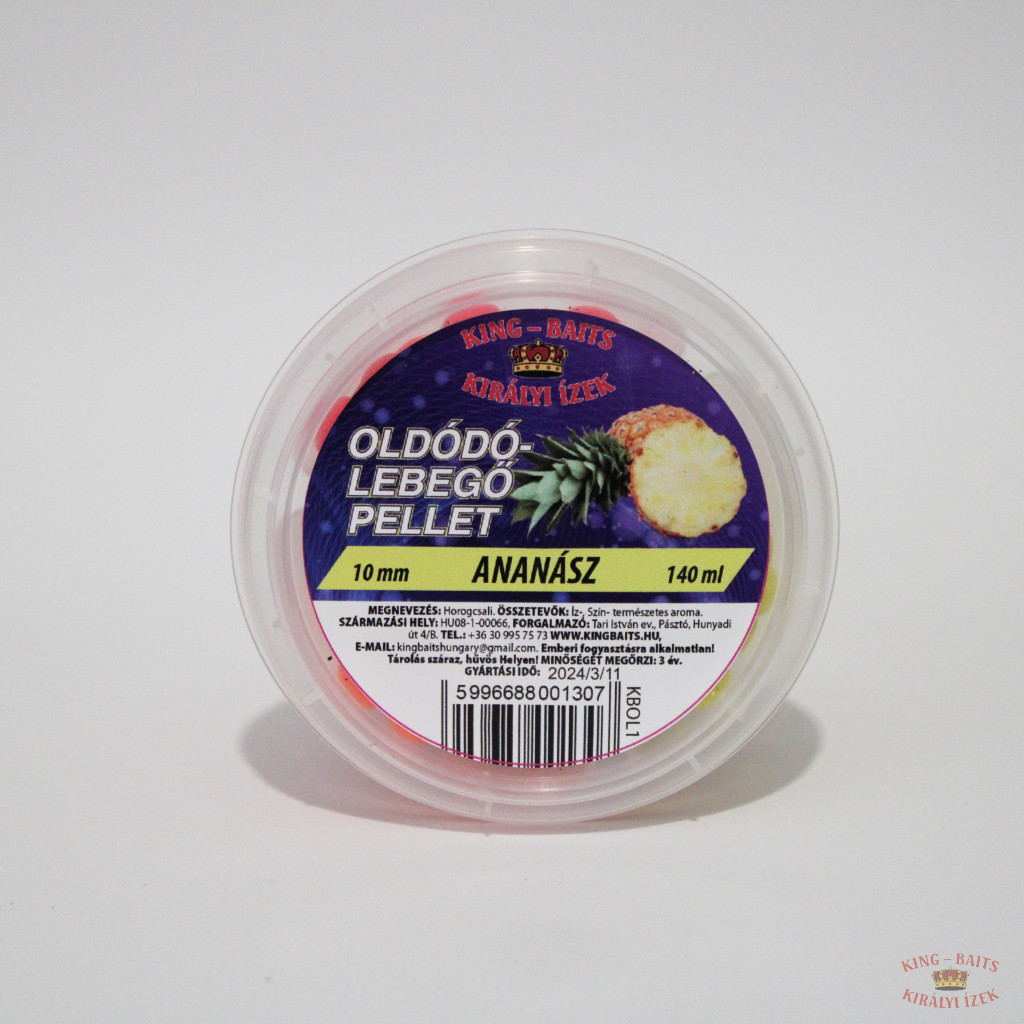 KING – BAITS
KIRÁLYI ÍZEK
OLDÓDÓ-
LEBEGŐ
PELLET
10 mm ANANÁSZ 140 ml
MEGNEVEZÉS: Horogcsali. ÖSSZETEVŐK: Íz-, Szín- természetes aroma.
SZÁRMAZÁSI HELY: HU08-1-00066, FORGALMAZÓ: Tari István ev., Pásztó, Hunyadi
út 4/B. TEL.: +36 30 995 75 73 WWW.KINGBAITS.HU,
E-MAIL: kingbaitshungary@gmail.com. Emberi fogyasztásra alkalmatlan!
Tárolás száraz, hűvös Helyen! MINŐSÉGÉT MEGŐRZI: 3 év.
GYÁRTÁSI IDŐ: 2024/3/11
5996688001307
KBOL1
KING – BAITS
KIRÁLYI ÍZEK